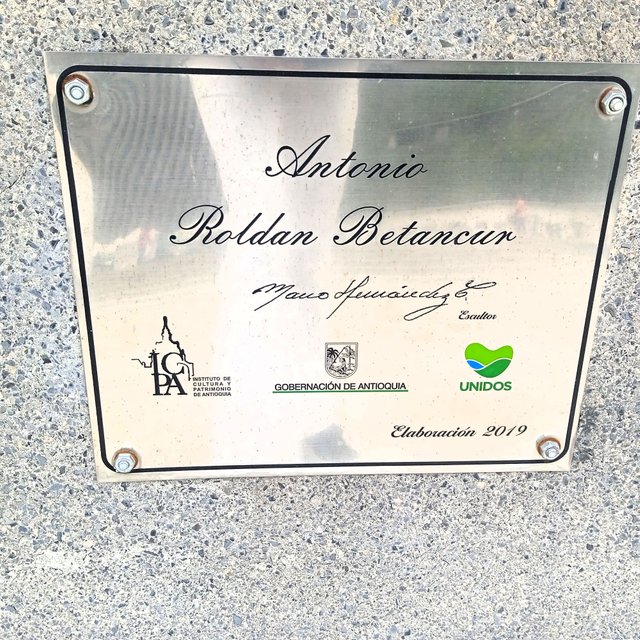 Antonio
Roldan Betancur
Escultor
ICPA
INSTITUTO DE
CULTURA Y
PATRIMONIO
DE ANTIOQUIA
GOBERNACIÓN DE ANTIOQUIA
UNIDOS
Elaboración 2019